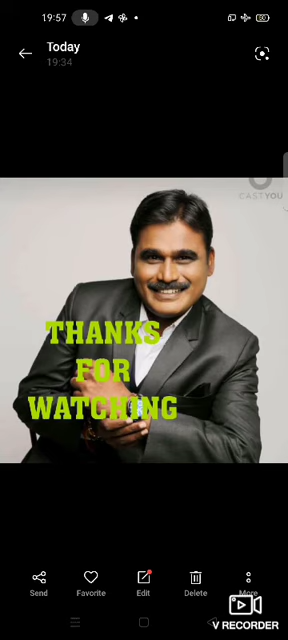 19:57
Today
19:34
CASTYOU
THANKS
FOR
WATCHING
Send
Favorite
Edit
Delete
More
V RECORDER